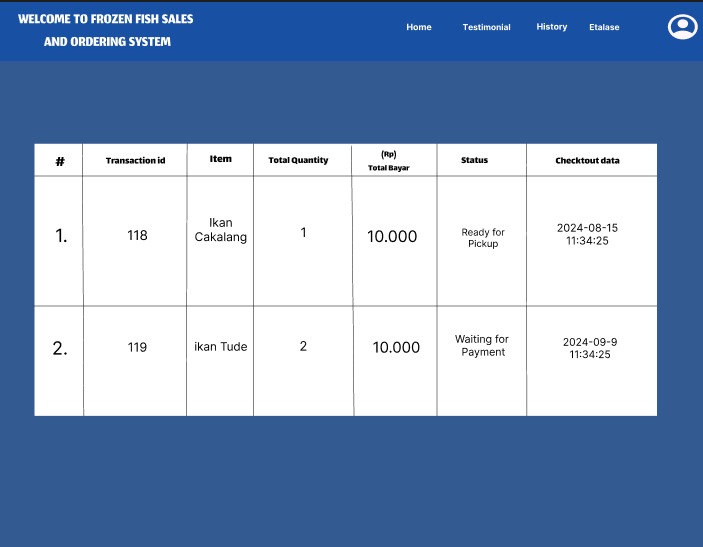 WELCOME TO FROZEN FISH SALES
AND ORDERING SYSTEM
Home Testimonial History Etalase
# Transaction id Item Total Quantity (Rp) Total Bayar Status Checktout data
1. 118 Ikan Cakalang 1 10.000 Ready for Pickup 2024-08-15 11:34:25
2. 119 ikan Tude 2 10.000 Waiting for Payment 2024-09-9 11:34:25